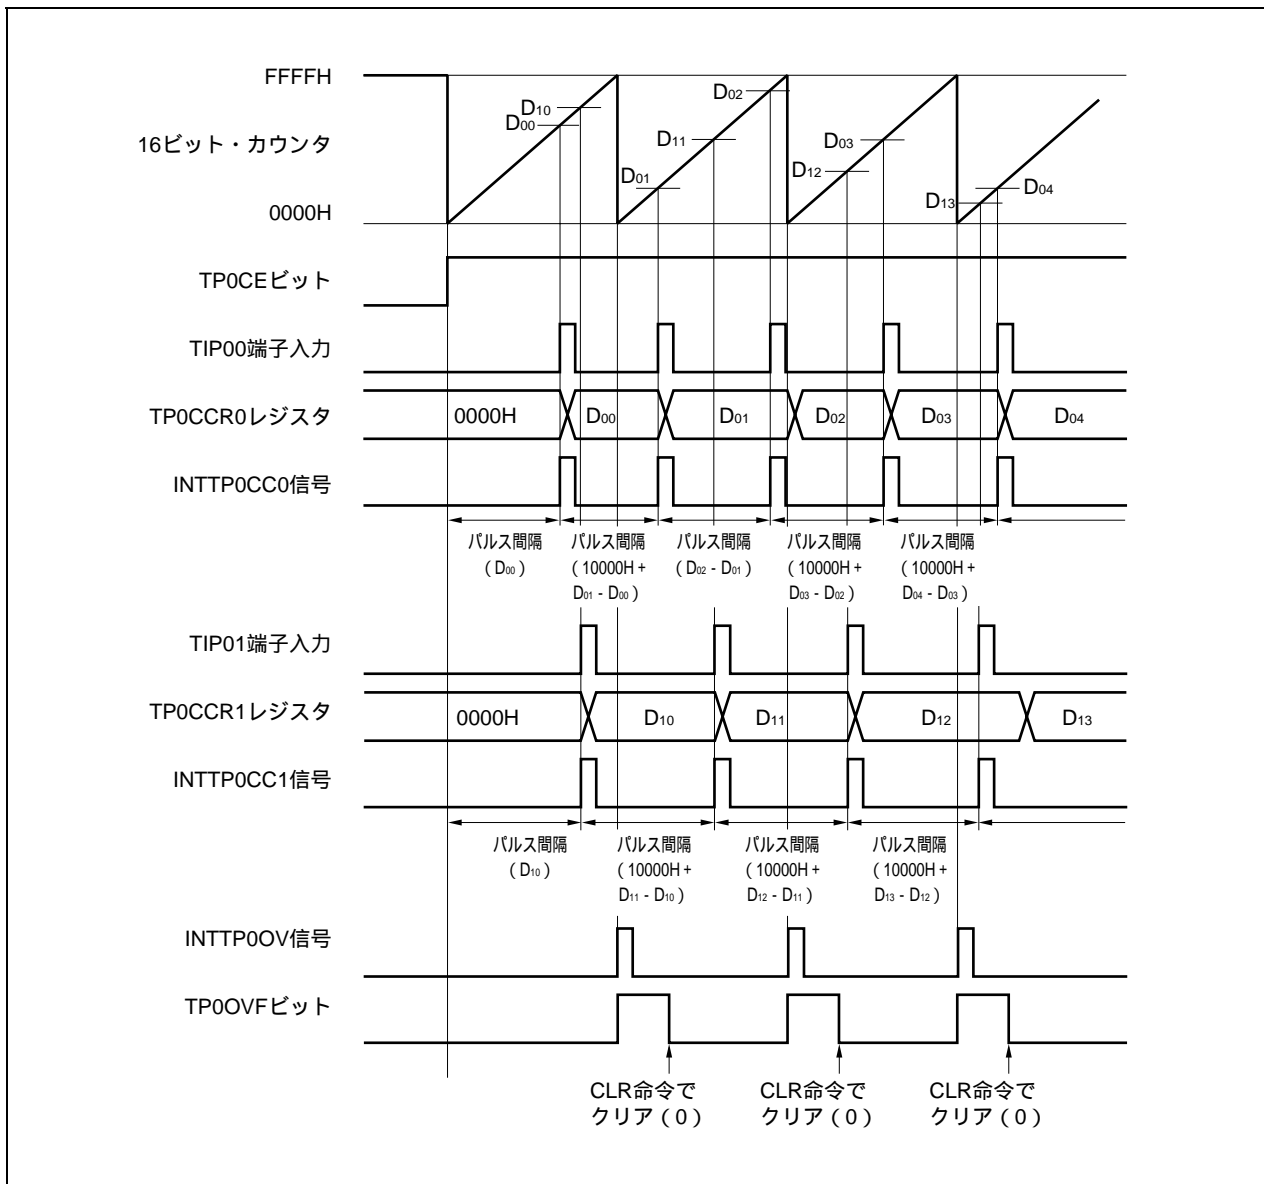 FFFFH
16ビット・カウンタ
0000H
D10
D00
D01
D11
D02
D12
D03
D13
D04
TP0CEビット
TIP00端子入力
TP0CCR0レジスタ
0000H D00 D01 D02 D03 D04
INTTP0CC0信号
パルス間隔 パルス間隔 パルス間隔 パルス間隔 パルス間隔
(D00) (10000H + (D02 - D01) (10000H + (10000H +
D01 - D00) D03 - D02) D04 - D03)
TIP01端子入力
TP0CCR1レジスタ
0000H D10 D11 D12 D13
INTTP0CC1信号
パルス間隔 パルス間隔 パルス間隔 パルス間隔
(D10) (10000H + (10000H + (10000H +
D11 - D10) D12 - D11) D13 - D12)
INTTP0OV信号
TP0OVFビット
CLR命令で CLR命令で CLR命令で
クリア(0) クリア(0) クリア(0)